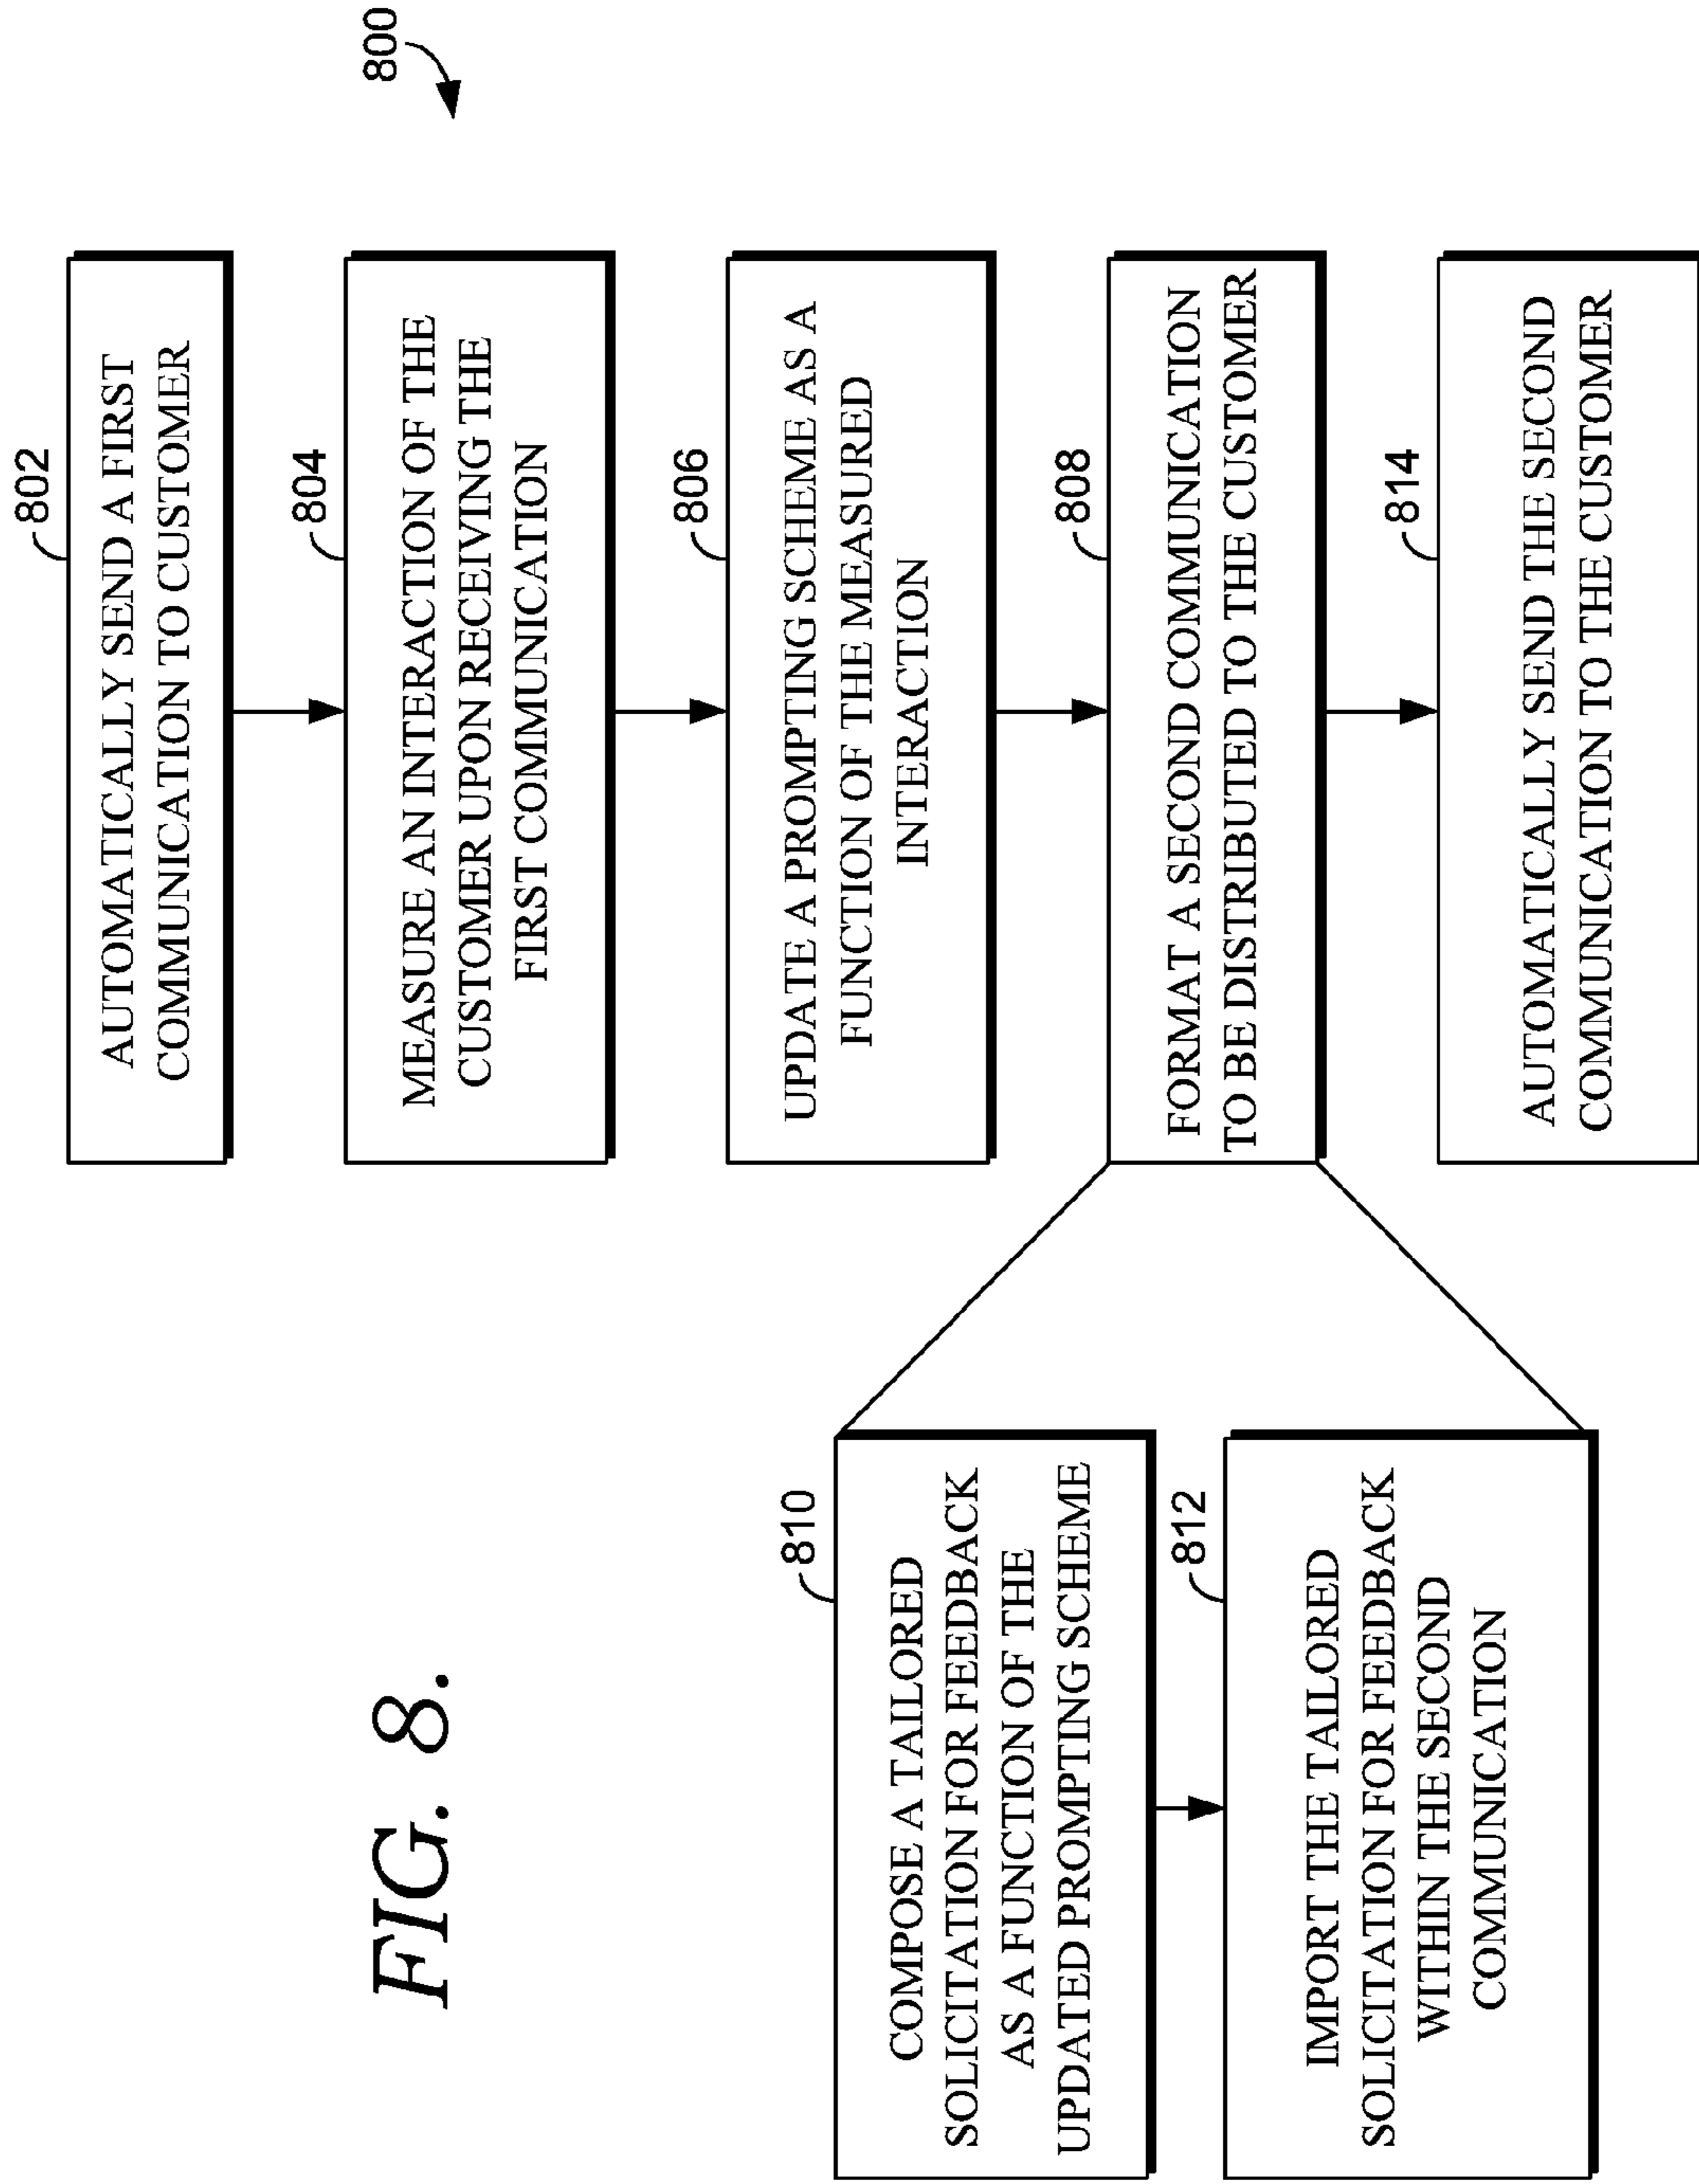 800
802
AUTOMATICALLY SEND A FIRST
COMMUNICATION TO CUSTOMER
804
MEASURE AN INTERACTION OF THE
CUSTOMER UPON RECEIVING THE
FIRST COMMUNICATION
806
UPDATE A PROMPTING SCHEME AS A
FUNCTION OF THE MEASURED
INTERACTION
808
FORMAT A SECOND COMMUNICATION
TO BE DISTRIBUTED TO THE CUSTOMER
810
COMPOSE A TAILORED
SOLICITATION FOR FEEDBACK
AS A FUNCTION OF THE
UPDATED PROMPTING SCHEME
812
IMPORT THE TAILORED
SOLICITATION FOR FEEDBACK
WITHIN THE SECOND
COMMUNICATION
814
AUTOMATICALLY SEND THE SECOND
COMMUNICATION TO THE CUSTOMER
FIG. 8.